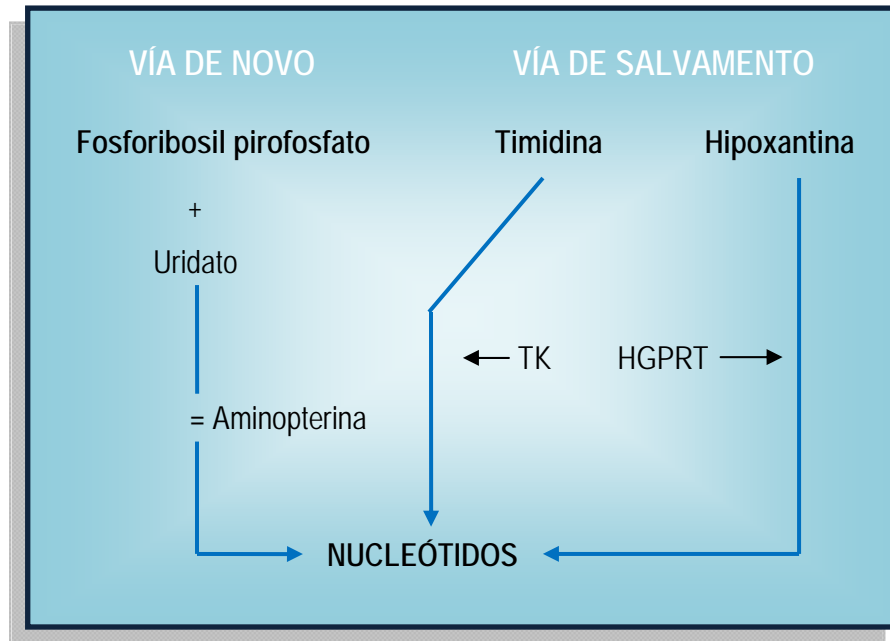 VÍA DE NOVO
VÍA DE SALVAMENTO
Fosforibosil pirofosfato
Timidina
Hipoxantina
+
Uridato
TK
HGPRT
= Aminopterina
NUCLEÓTIDOS